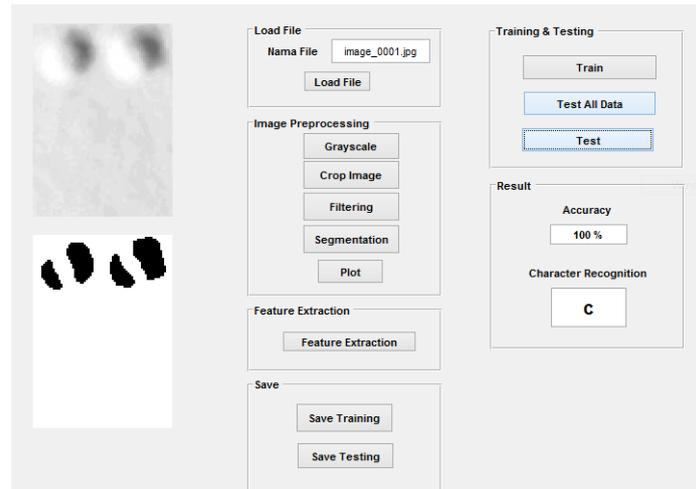 Load File
Nama File
image_0001.jpg
Load File
Image Preprocessing
Grayscale
Crop Image
Filtering
Segmentation
Plot
Feature Extraction
Feature Extraction
Save
Save Training
Save Testing
Training & Testing
Train
Test All Data
Test
Result
Accuracy
100 %
Character Recognition
C